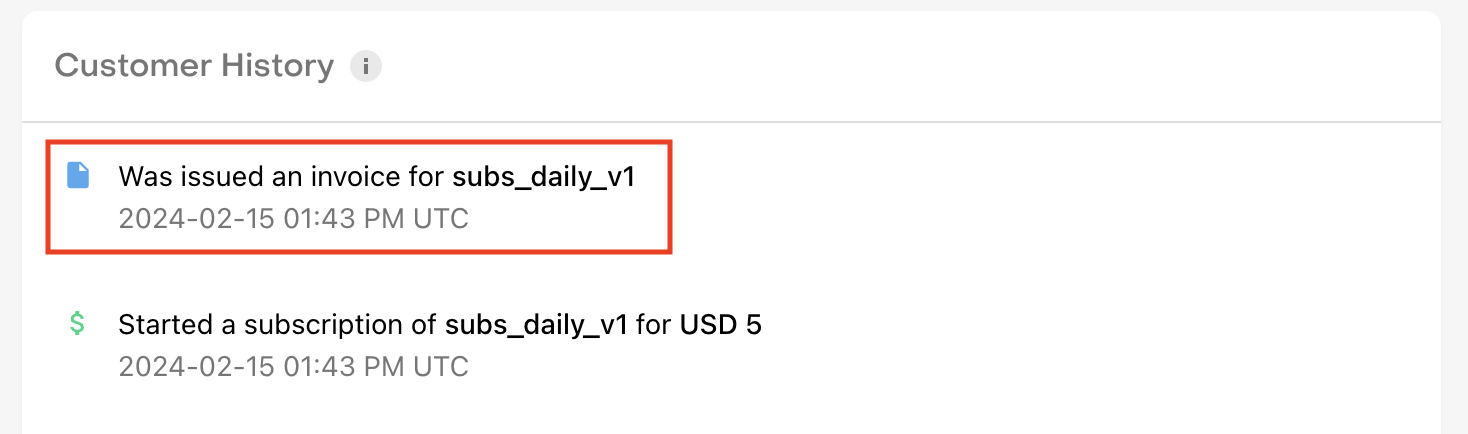 Customer History i
Was issued an invoice for subs_daily_v1
2024-02-15 01:43 PM UTC
$ Started a subscription of subs_daily_v1 for USD 5
2024-02-15 01:43 PM UTC